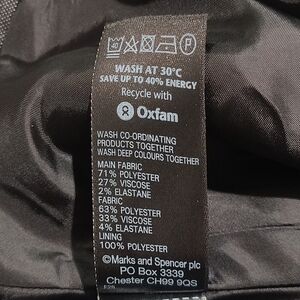 WASH AT 30°C
SAVE UP TO 40% ENERGY
Recycle with
Oxfam
WASH CO-ORDINATING
PRODUCTS TOGETHER
WASH DEEP COLOURS TOGETHER
MAIN FABRIC
71% POLYESTER
27% VISCOSE
2% ELASTANE
FABRIC
63% POLYESTER
33% VISCOSE
4% ELASTANE
LINING
100% POLYESTER
©Marks and Spencer plc
PO Box 3339
Chester CH99 9QS